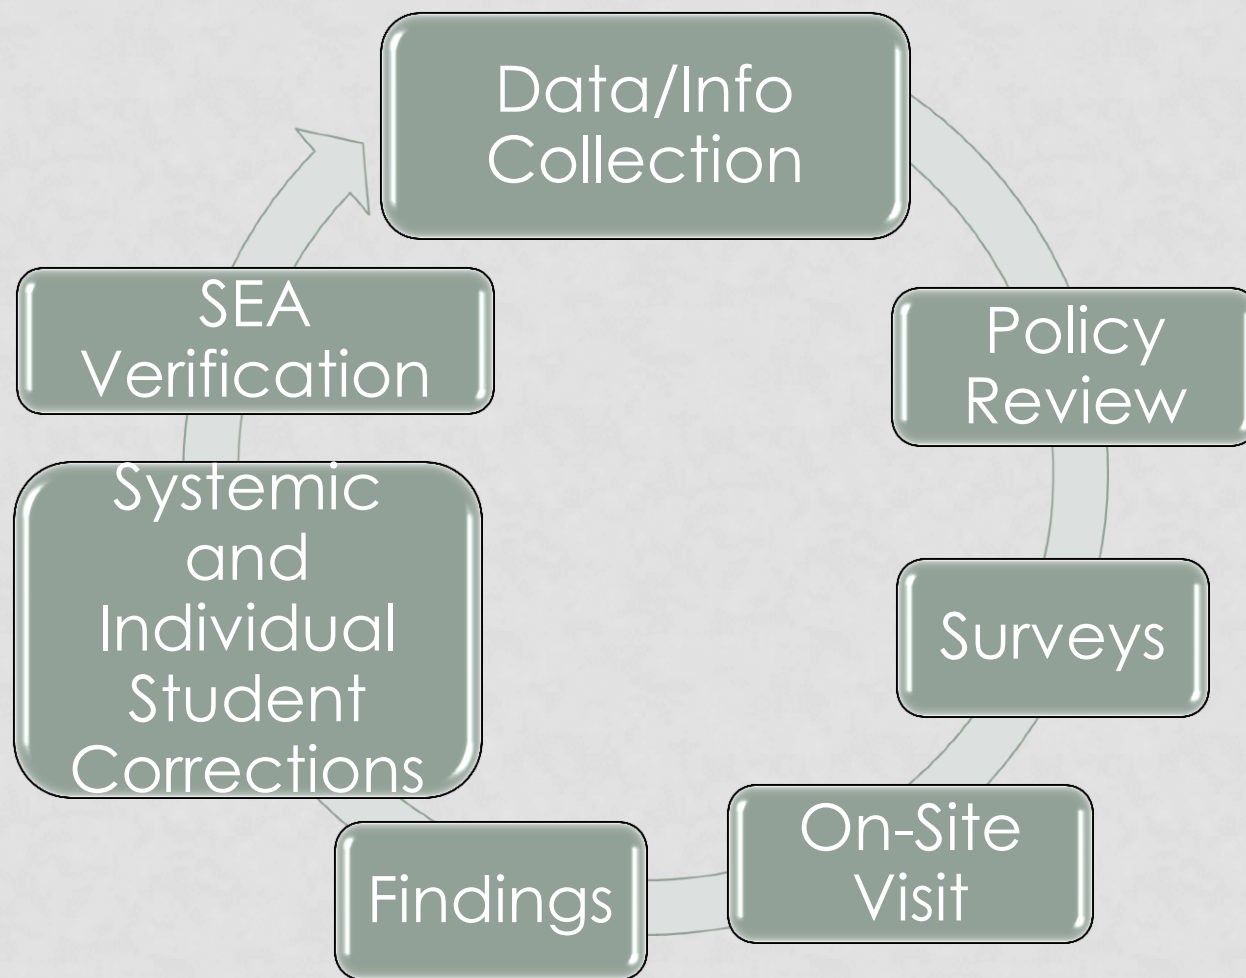 Data/Info
Collection
Policy
Review
Surveys
On-Site
Visit
Findings
Systemic
and
Individual
Student
Corrections
SEA
Verification